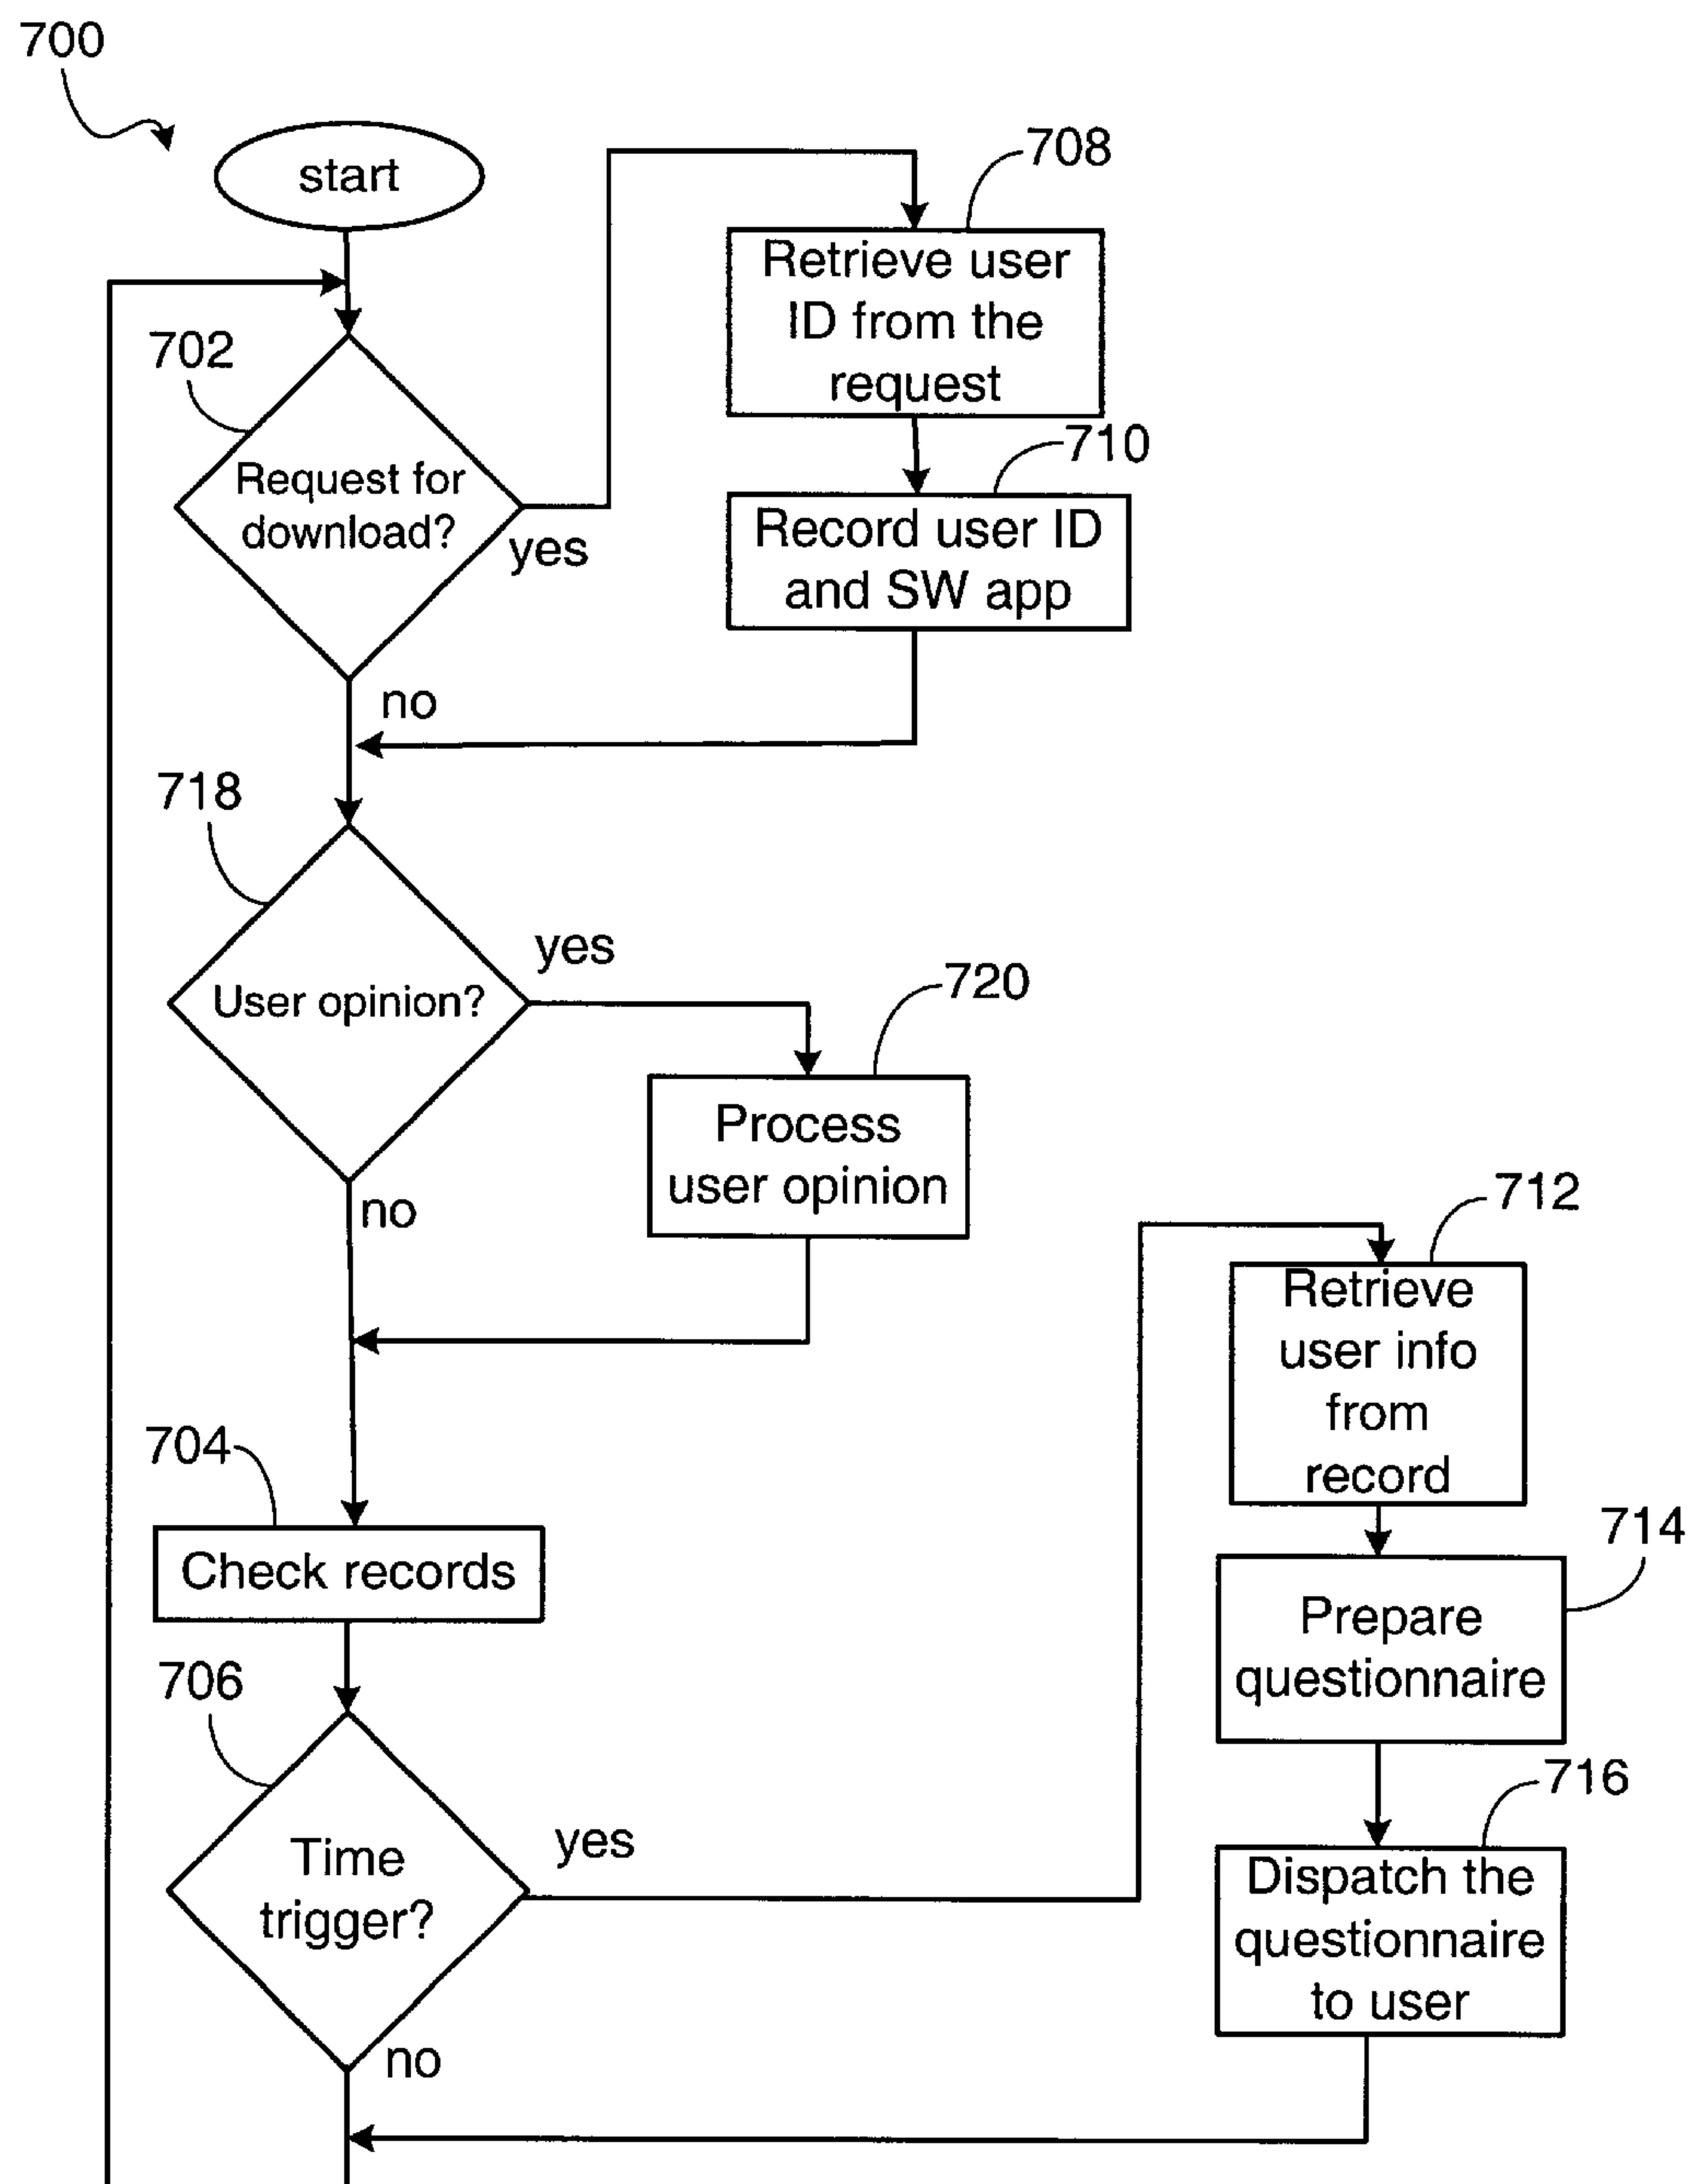 700
start
708
Retrieve user
ID from the
request
702
Request for
download?
yes
710
Record user ID
and SW app
no
718
User opinion?
yes
720
Process
user opinion
no
712
Retrieve
user info
from
record
704
Check records
714
Prepare
questionnaire
706
Time
trigger?
yes
716
Dispatch the
questionnaire
to user
no